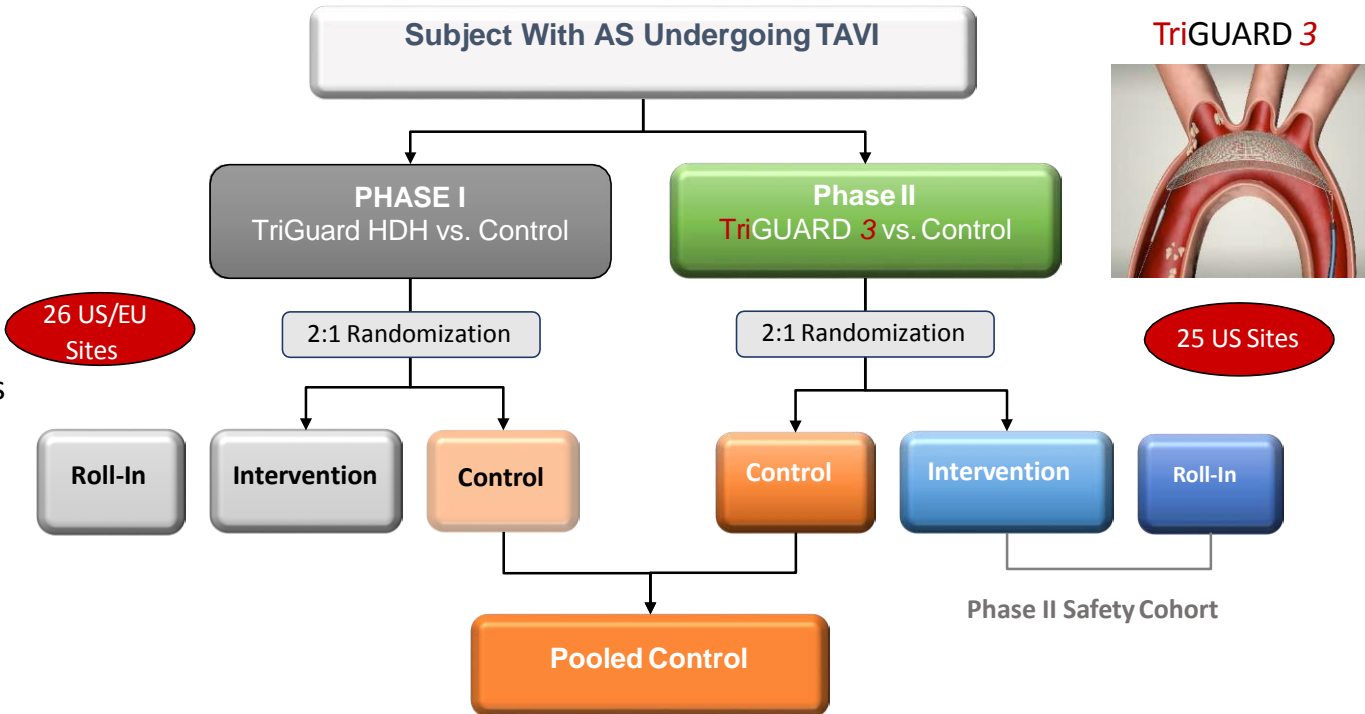 Subject With AS Undergoing TAVI
TriGUARD 3
PHASE I
TriGuard HDH vs. Control
Phase II
TriGUARD 3 vs. Control
26 US/EU
Sites
2:1 Randomization
2:1 Randomization
25 US Sites
s
Roll-In
Intervention
Control
Control
Intervention
Roll-In
Phase II Safety Cohort
Pooled Control